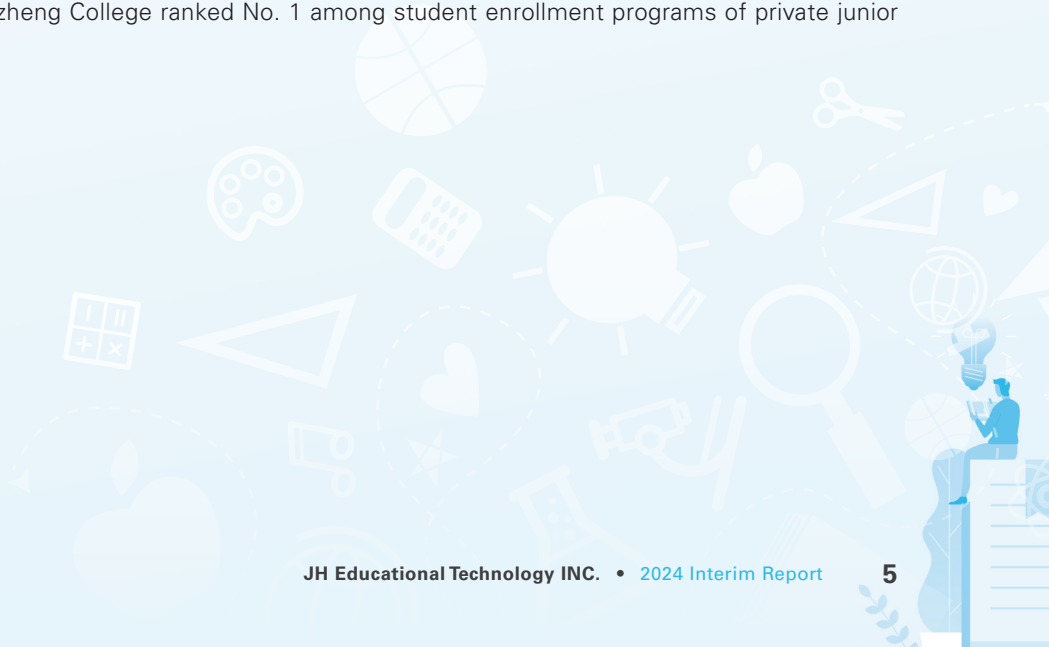 zheng College ranked No. 1 among student enrollment programs of private junior
JH Educational Technology INC. • 2024 Interim Report 5